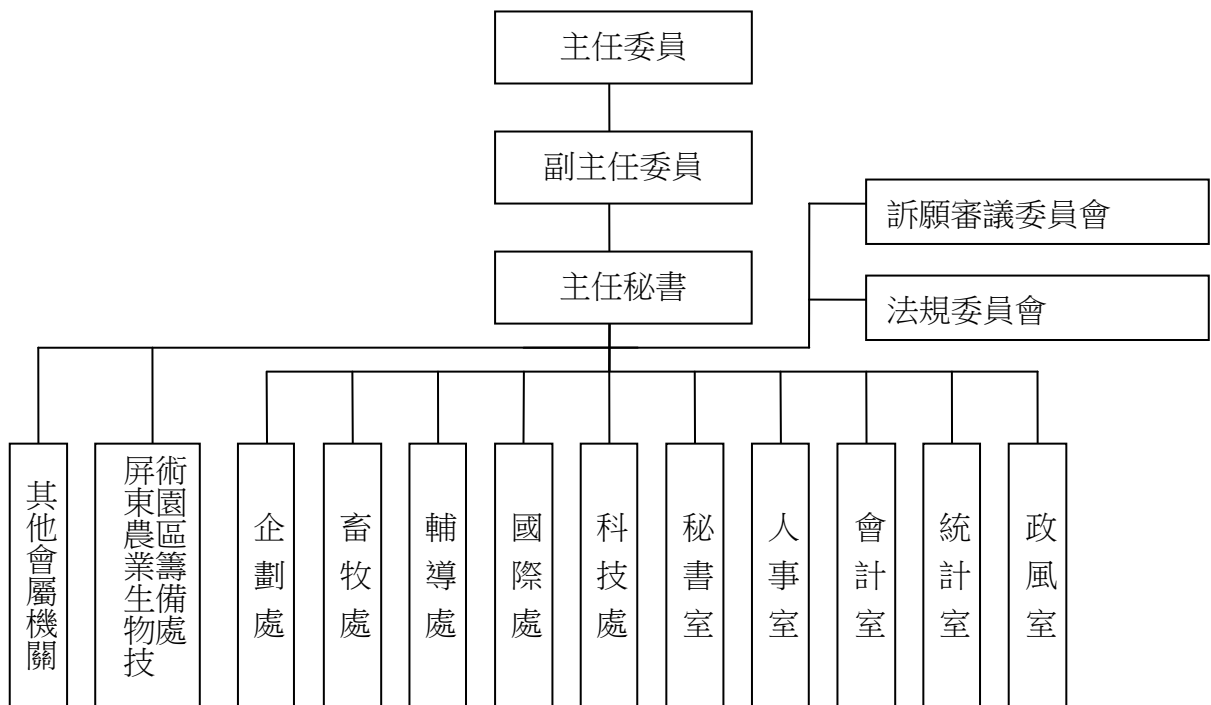 主任委員
副主任委員
訴願審議委員會
主任秘書
法規委員會
其他會屬機關
屏東農業生物技
術園區籌備處
企劃處
畜牧處
輔導處
國際處
科技處
秘書室
人事室
會計室
統計室
政風室